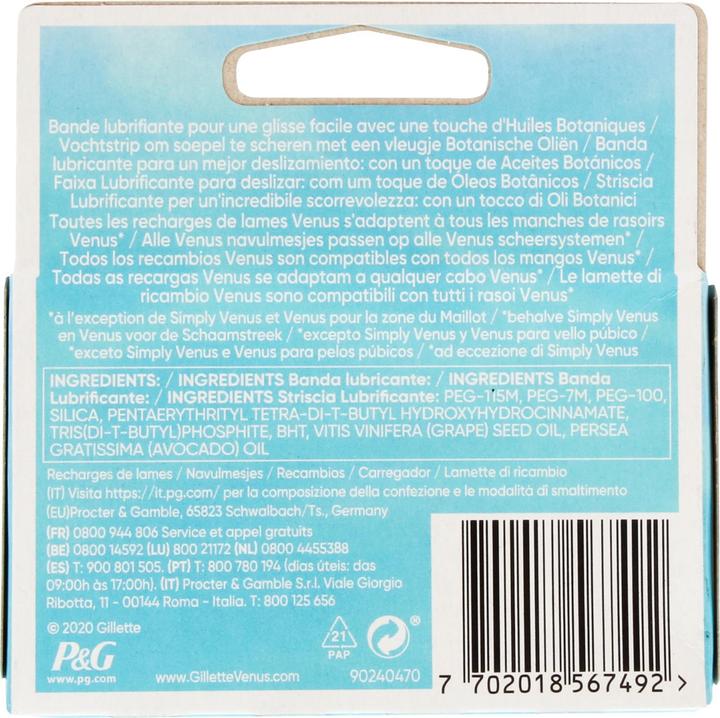 Bande lubrifiante pour une glisse facile avec une touche d'Huiles Botaniques /
Vochtstrip om soepel te scheren met een vleugje Botanische Oliën / Banda
lubricante para un mejor deslizamiento: con un toque de Aceites Botánicos /
Faixa Lubrificante para deslizar: com um toque de Óleos Botânicos / Striscia
Lubrificante per un'incredibile scorrevolezza: con un tocco di Oli Botanici
Toutes les recharges de lames Venus s'adaptent à tous les manches de rasoirs
Venus* / Alle Venus navulmesjes passen op alle Venus scheersystemen* /
Todos los recambios Venus son compatibles con todos los mangos Venus* /
Todas as recargas Venus se adaptam a qualquer cabo Venus* / Le lamette di
ricambio Venus sono compatibili con tutti i rasoi Venus*
*à l'exception de Simply Venus et Venus pour la zone du Maillot / *behalve Simply Venus
en Venus voor de Schaamstreek / *excepto Simply Venus y Venus para vello púbico /
*exceto Simply Venus e Venus para pelos púbicos / *ad eccezione di Simply Venus
INGREDIENTS: / INGREDIENTS Banda lubricante: / INGREDIENTS Banda
Lubrificante: / INGREDIENTS Striscia Lubrificante: PEG-115M, PEG-7M, PEG-100,
SILICA, PENTAERYTHRITYL TETRA-DI-T-BUTYL HYDROXYHYDROCINNAMATE,
TRIS(DI-T-BUTYL)PHOSPHITE, BHT, VITIS VINIFERA (GRAPE) SEED OIL, PERSEA
GRATISSIMA (AVOCADO) OIL
Recharges de lames / Navulmesjes / Recambios / Carregador / Lamette di ricambio
(IT) Visita https://it.pg.com/ per la composizione della confezione e le modalitá di smaltimento
(EU)Procter & Gamble, 65823 Schwalbach/Ts., Germany
(FR) 0800 944 806 Service et appel gratuits
(BE) 0800 14592 (LU) 800 21172 (NL) 0800 4455388
(ES) T: 900 801 505. (PT) T: 800 780 194 (dias úteis: das
09:00h às 17:00h). (IT) Procter & Gamble S.r.l. Viale Giorgio
Ribotta, 11 - 00144 Roma - Italia. T: 800 125 656
© 2020 Gillette
P&G
www.pg.com
www.GilletteVenus.com
21
PAP
®
90240470
7 702018 567492 >